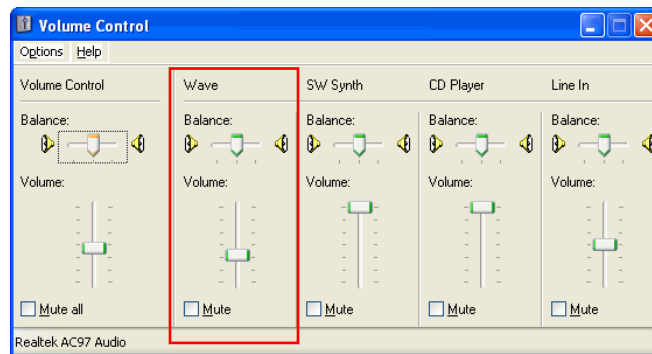 Volume Control
Options Help
Volume Control Wave SW Synth CD Player Line In
Balance: Balance: Balance: Balance: Balance:
Volume: Volume: Volume: Volume: Volume:
Mute all Mute Mute Mute Mute
Realtek AC97 Audio